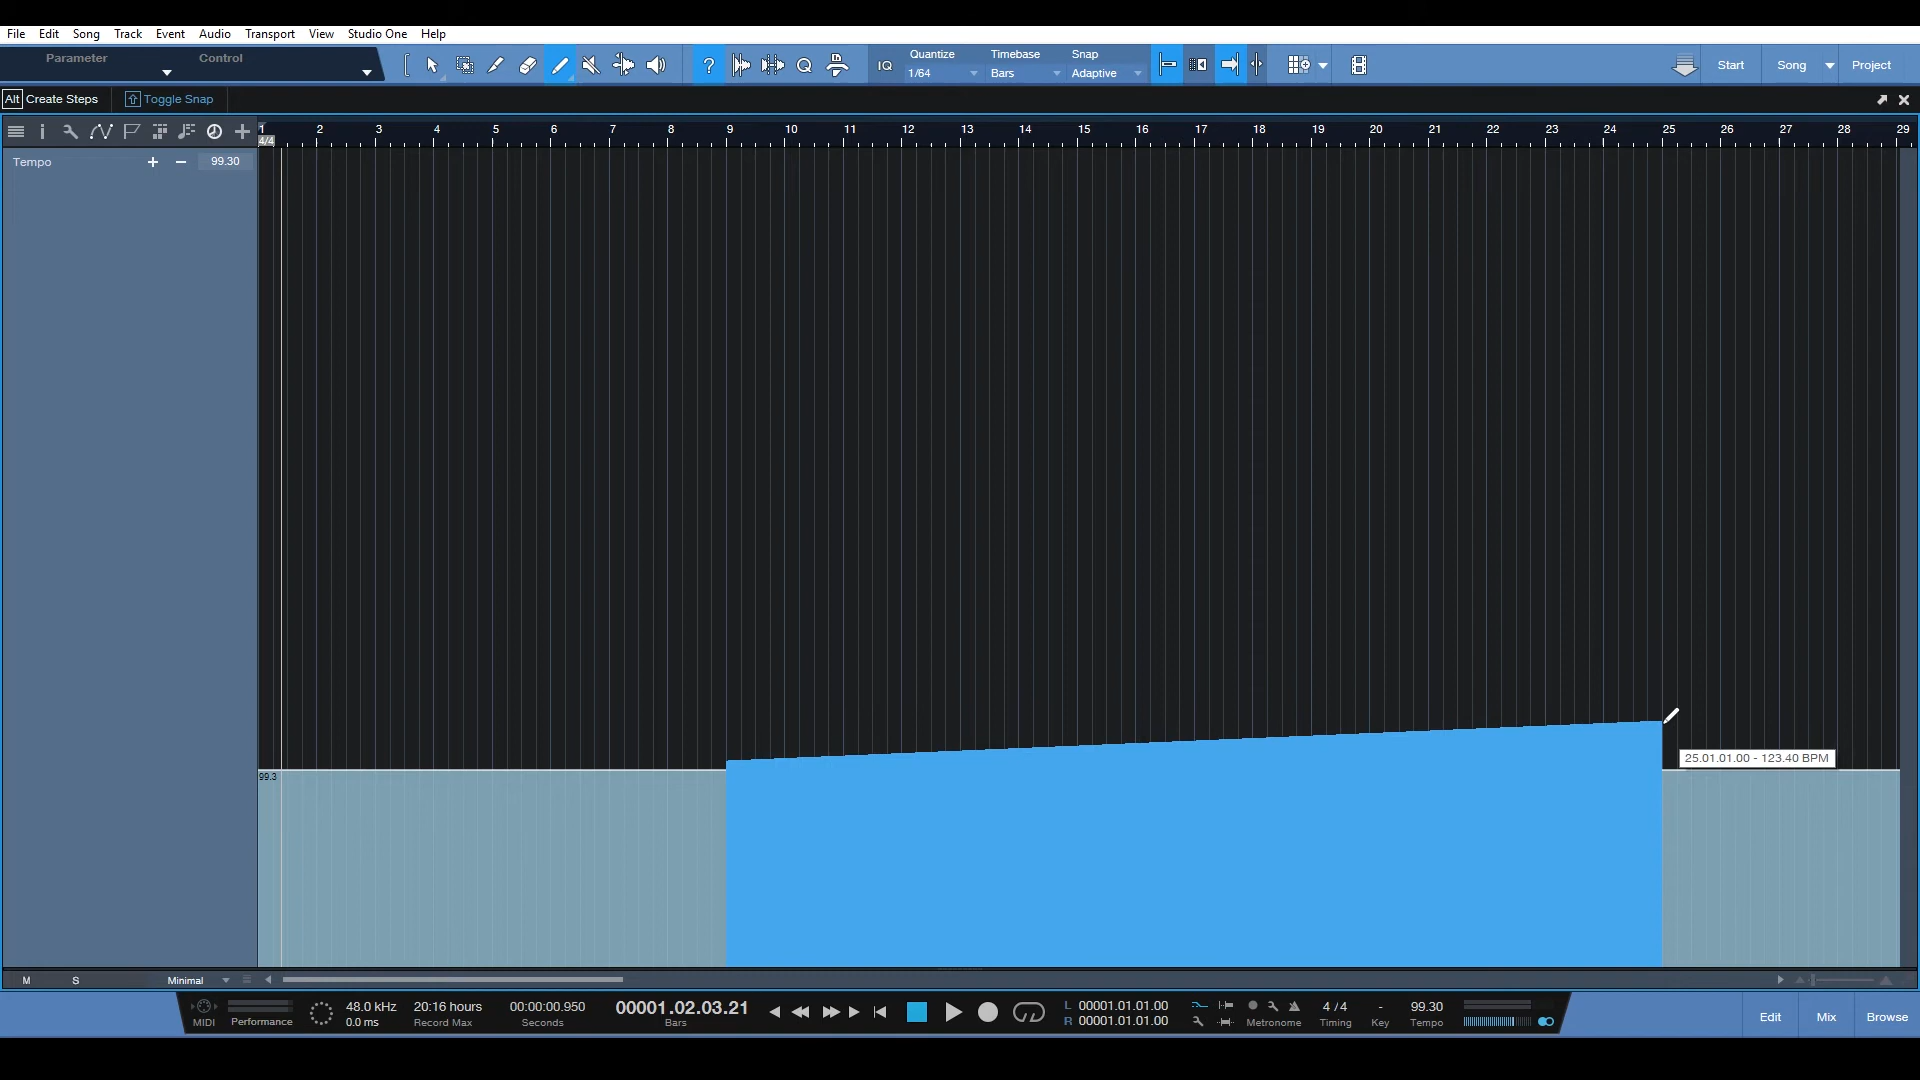 File Edit Song Track Event Audio Transport View Studio One Help
Parameter Control
? Q IQ
Quantize Timebase Snap
1/64 Bars Adaptive
Start Song Project
Alt Create Steps Toggle Snap
1 2 3 4 5 6 7 8 9 10 11 12 13 14 15 16 17 18 19 20 21 22 23 24 25 26 27 28 29
4/4
Tempo + − 99.30
25.01.01.00 - 123.40 BPM
99.3
M S Minimal
48.0 kHz 20:16 hours 00:00:00.950 00001.02.03.21 L 00001.01.01.00 4 / 4 - 99.30
MIDI Performance 0.0 ms Record Max Seconds Bars R 00001.01.01.00 Metronome Timing Key Tempo
Edit Mix Browse